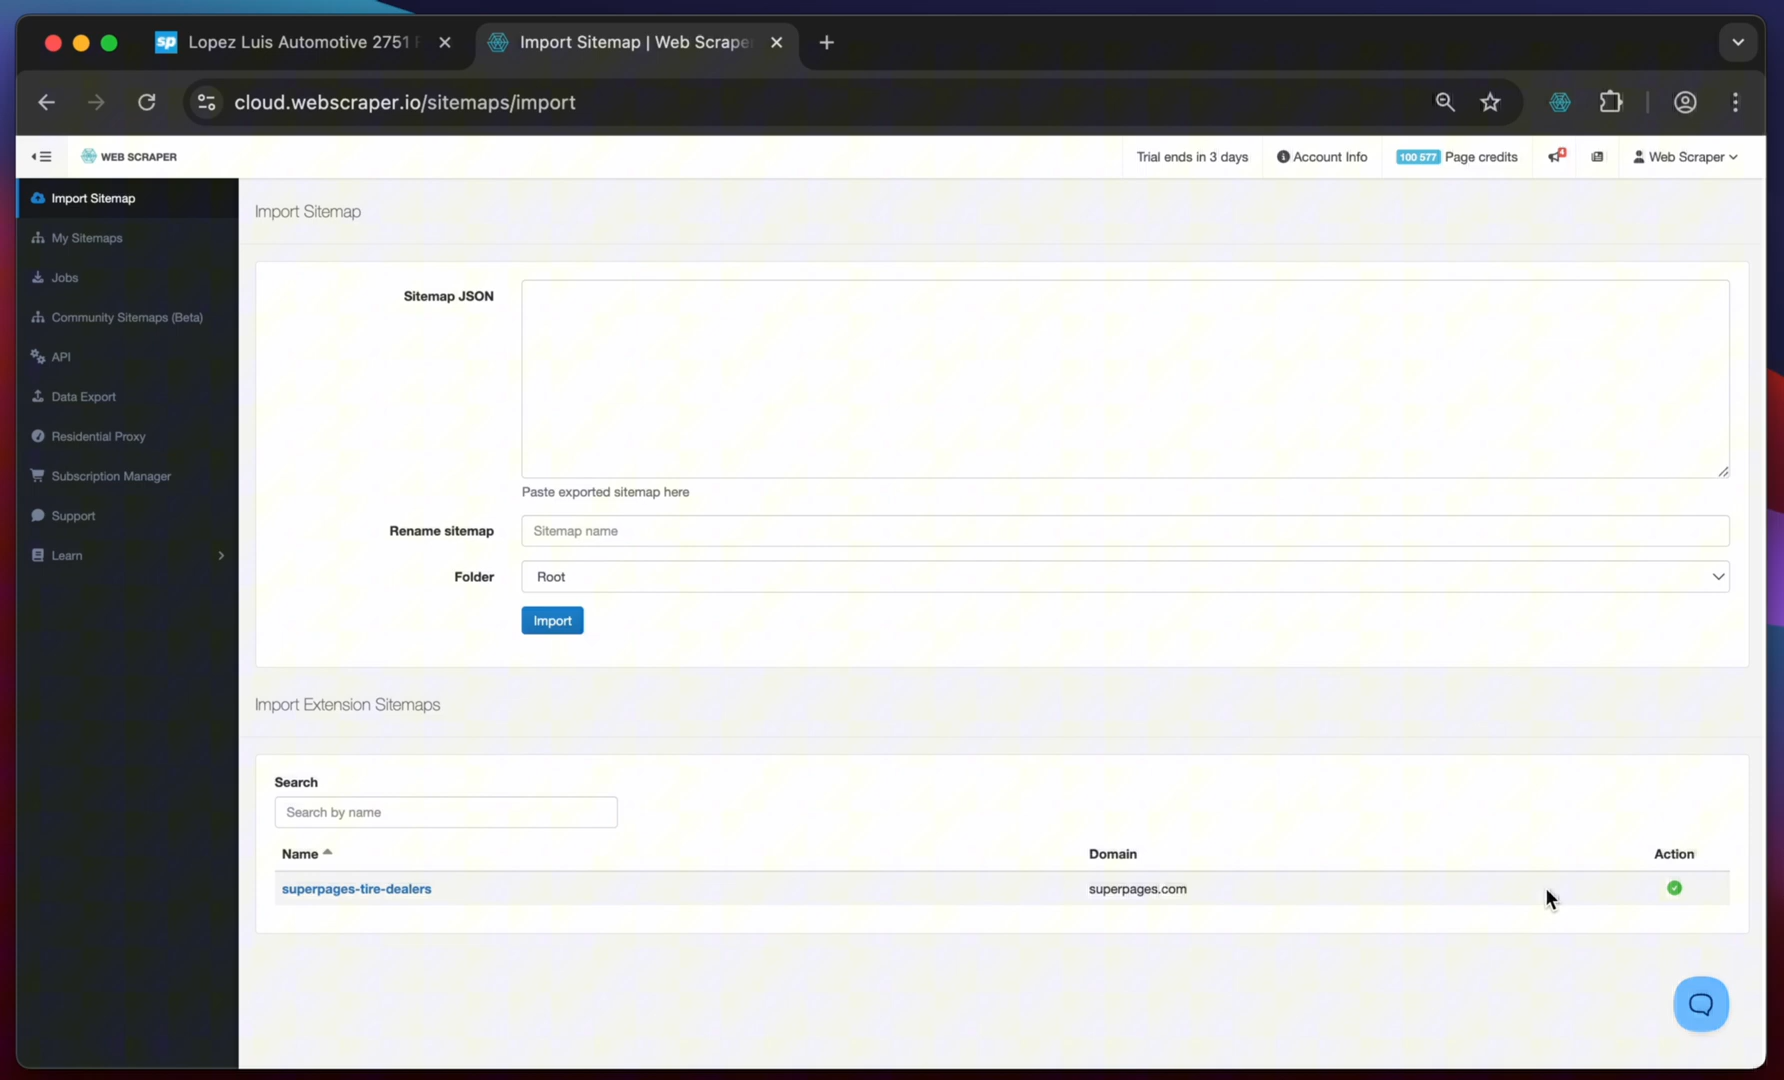 sp Lopez Luis Automotive 2751
Import Sitemap | Web Scrape
cloud.webscraper.io/sitemaps/import
WEB SCRAPER
Trial ends in 3 days
Account Info
100 577 Page credits
4
Web Scraper
Import Sitemap
My Sitemaps
Jobs
Community Sitemaps (Beta)
API
Data Export
Residential Proxy
Subscription Manager
Support
Learn
Import Sitemap
Sitemap JSON
Paste exported sitemap here
Rename sitemap
Sitemap name
Folder
Root
Import
Import Extension Sitemaps
Search
Search by name
Name Domain Action
superpages-tire-dealers superpages.com